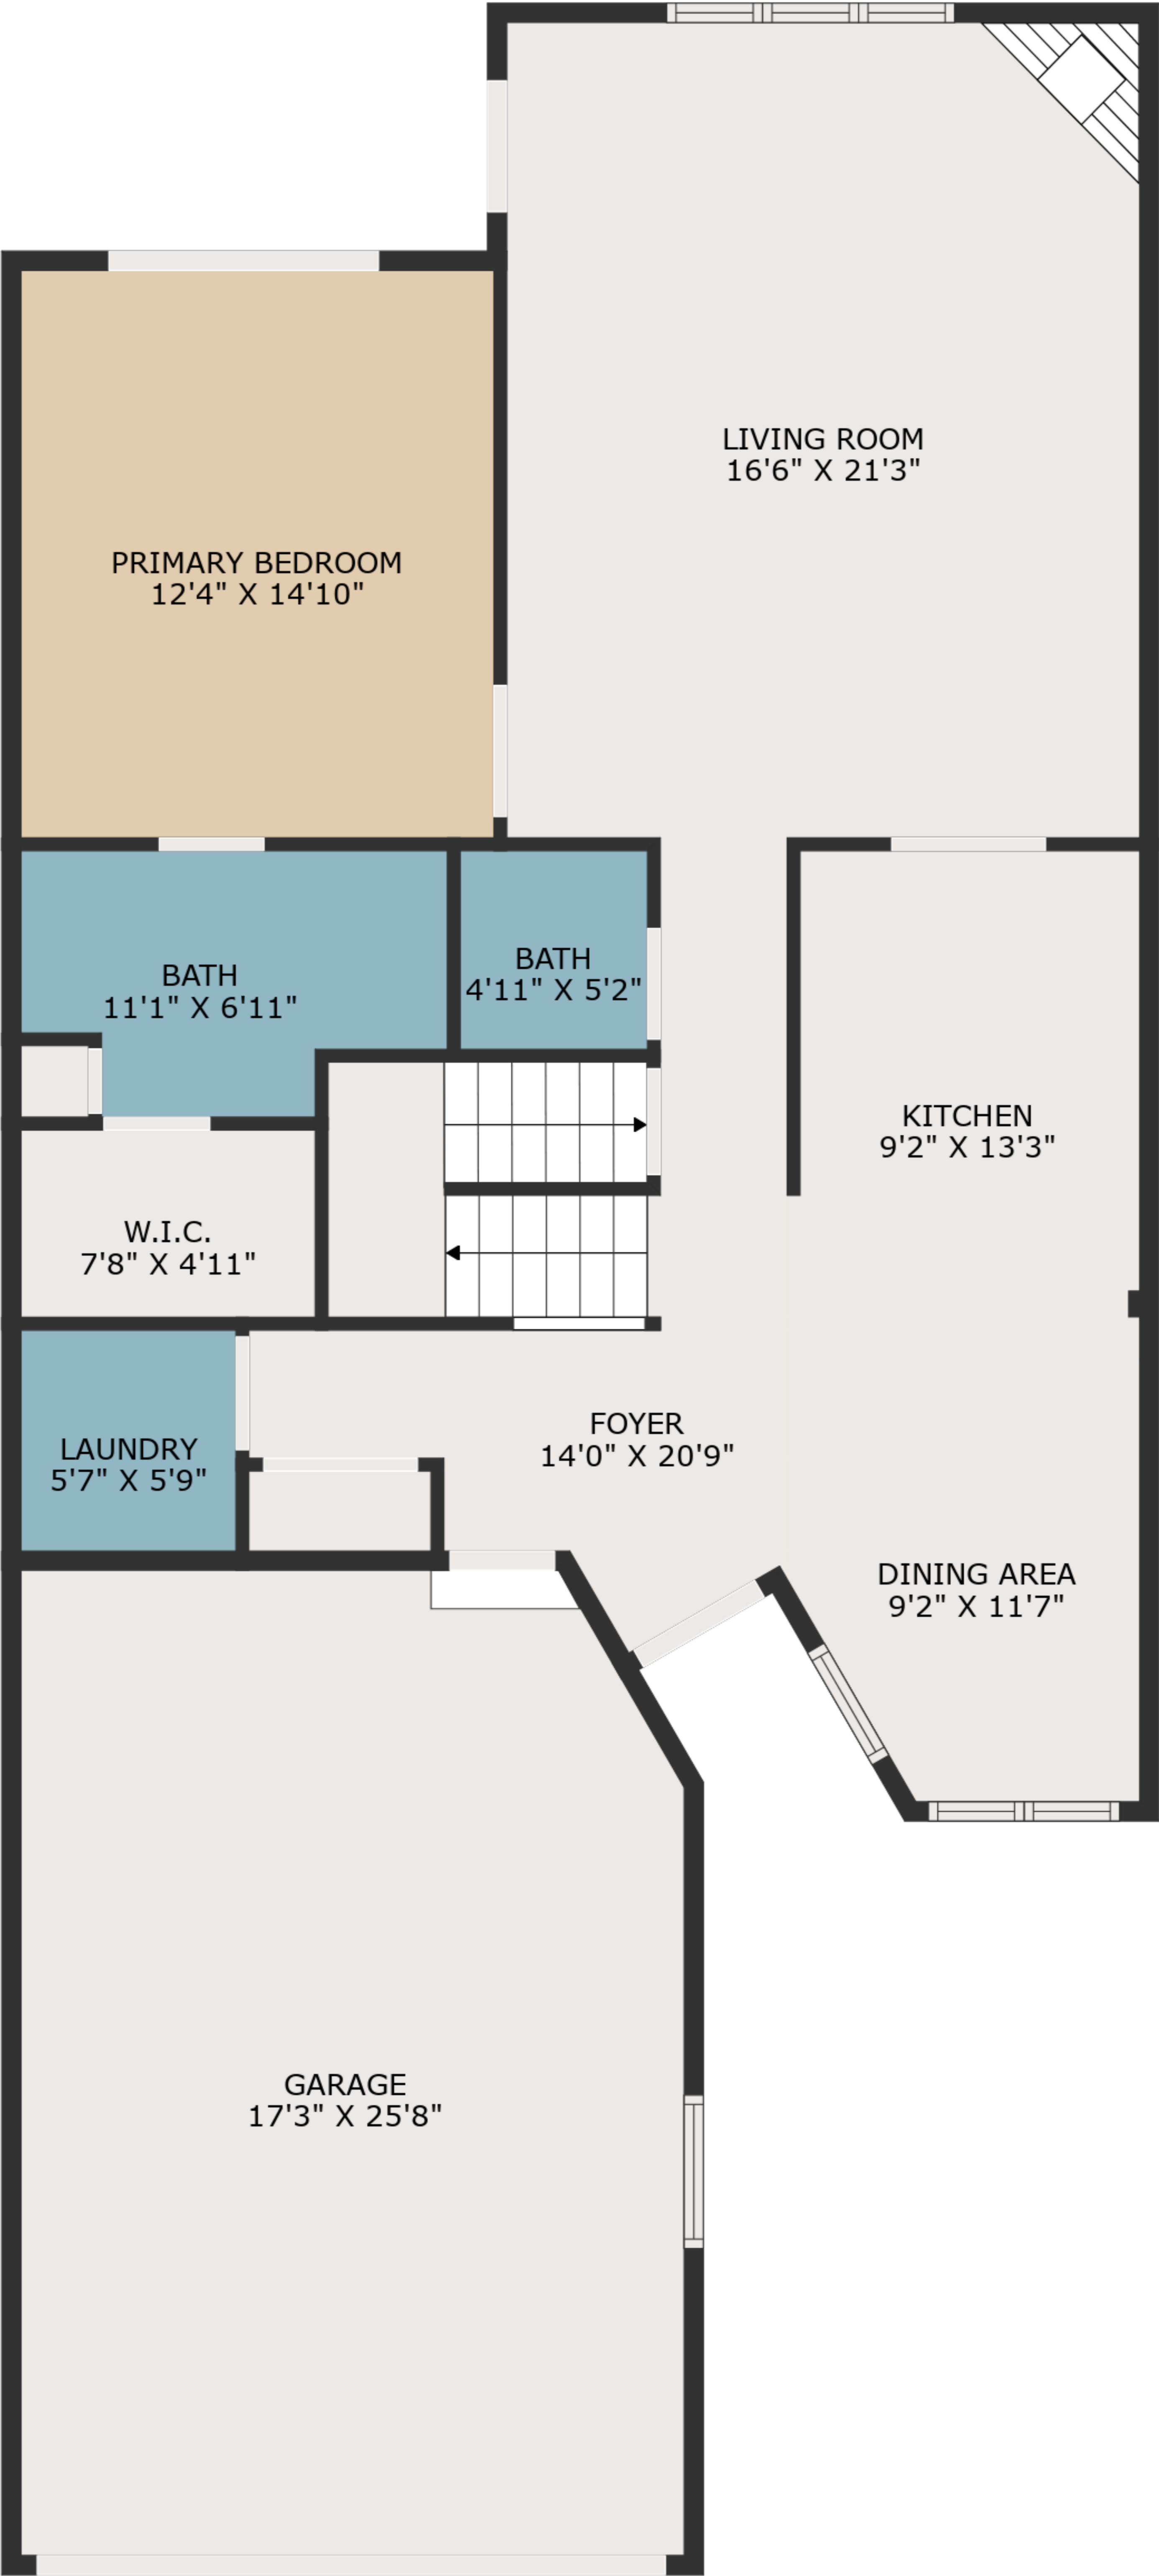 LIVING ROOM
16'6" X 21'3"
PRIMARY BEDROOM
12'4" X 14'10"
BATH
11'1" X 6'11"
BATH
4'11" X 5'2"
KITCHEN
9'2" X 13'3"
W.I.C.
7'8" X 4'11"
FOYER
14'0" X 20'9"
LAUNDRY
5'7" X 5'9"
DINING AREA
9'2" X 11'7"
GARAGE
17'3" X 25'8"